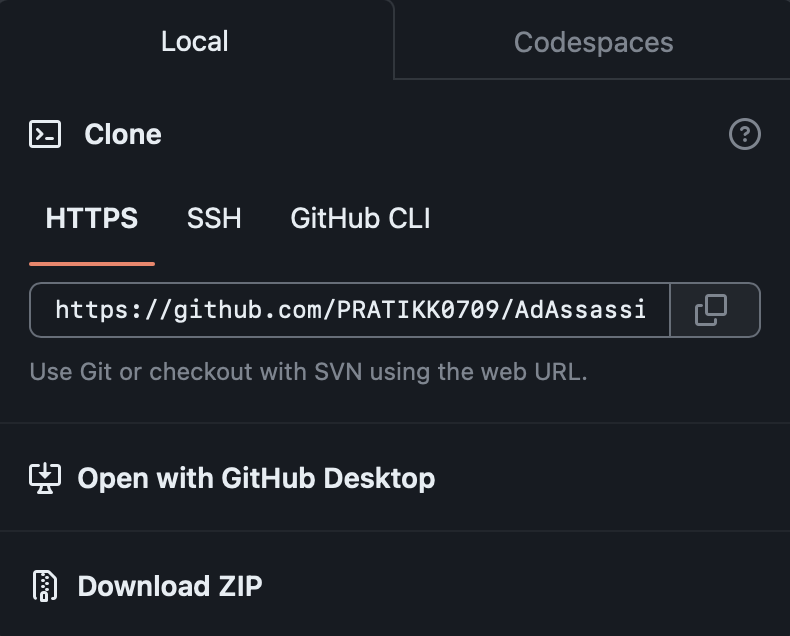 Local Codespaces
Clone
HTTPS SSH GitHub CLI
https://github.com/PRATIKK0709/AdAssassi
Use Git or checkout with SVN using the web URL.
Open with GitHub Desktop
Download ZIP